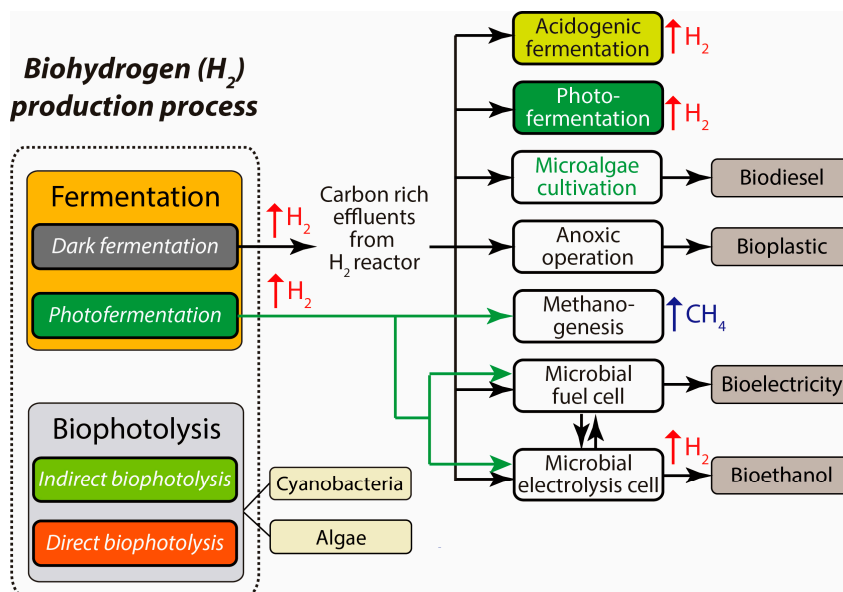 Biohydrogen (H2)
production process
Fermentation
Dark fermentation
Photofermentation
Biophotolysis
Indirect biophotolysis
Direct biophotolysis
Cyanobacteria
Algae
H2
H2
Carbon rich
effluents
from
H2 reactor
Acidogenic
fermentation
H2
Photo-
fermentation
H2
Microalgae
cultivation
Biodiesel
Anoxic
operation
Bioplastic
Methano-
genesis
CH4
Microbial
fuel cell
Bioelectricity
Microbial
electrolysis cell
H2
Bioethanol